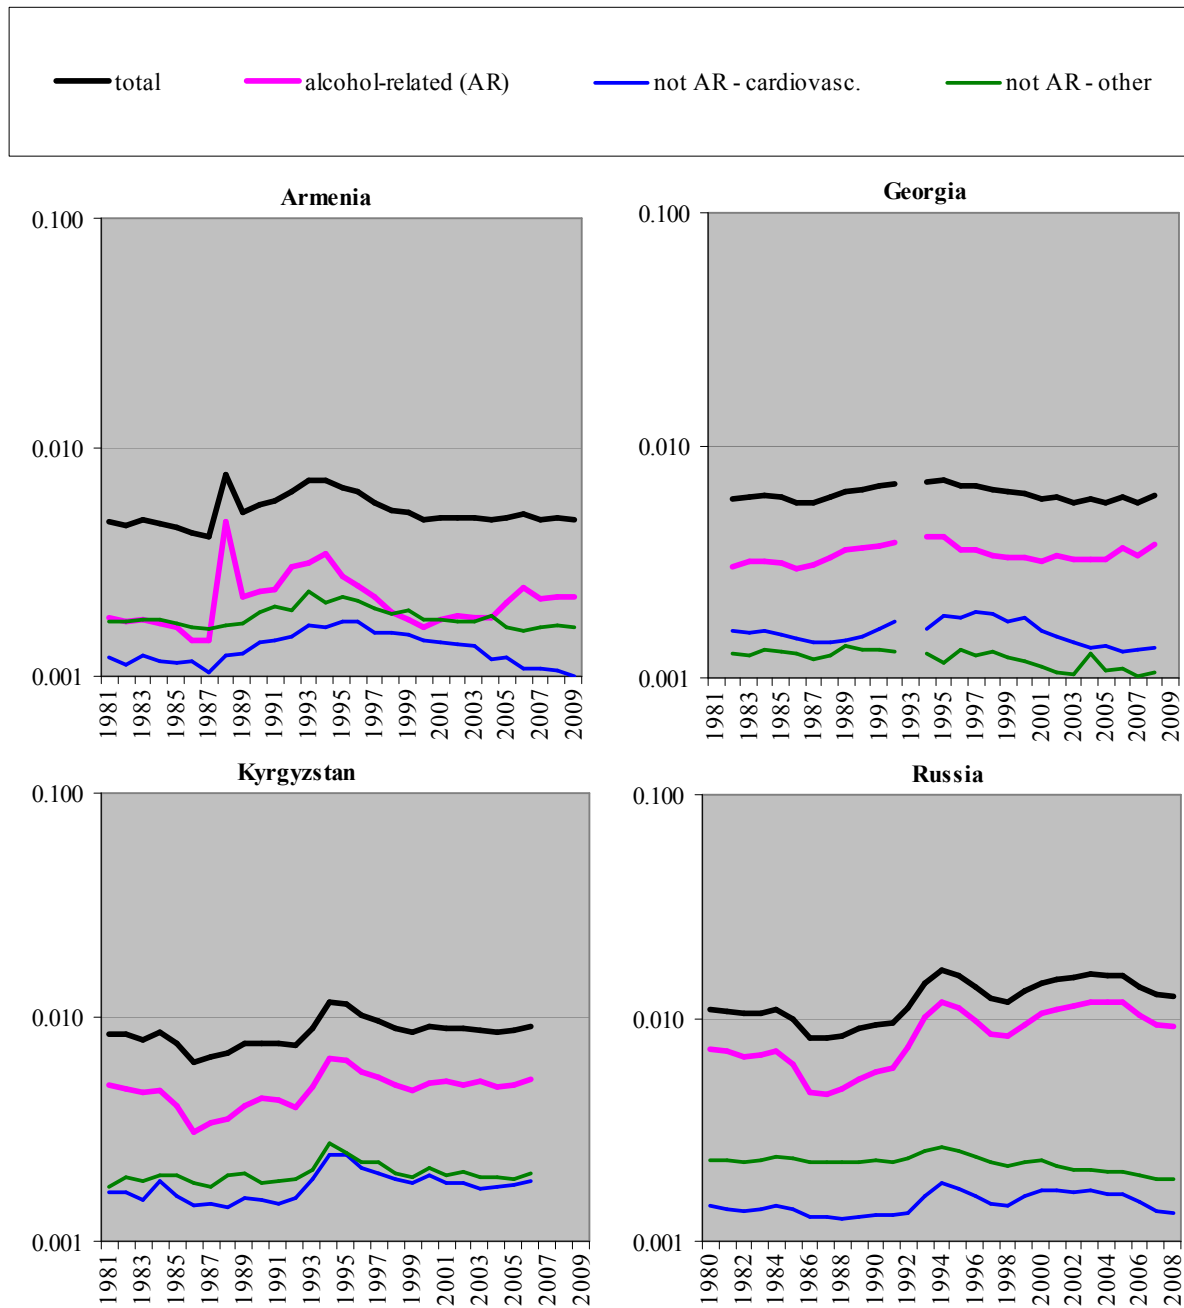 total alcohol-related (AR) not AR - cardiovasc. not AR - other
Armenia
0.100
0.010
0.001
1981 1983 1985 1987 1989 1991 1993 1995 1997 1999 2001 2003 2005 2007 2009
Georgia
0.100
0.010
0.001
1981 1983 1985 1987 1989 1991 1993 1995 1997 1999 2001 2003 2005 2007 2009
Kyrgyzstan
0.100
0.010
0.001
1981 1983 1985 1987 1989 1991 1993 1995 1997 1999 2001 2003 2005 2007 2009
Russia
0.100
0.010
0.001
1980 1982 1984 1986 1988 1990 1992 1994 1996 1998 2000 2002 2004 2006 2008